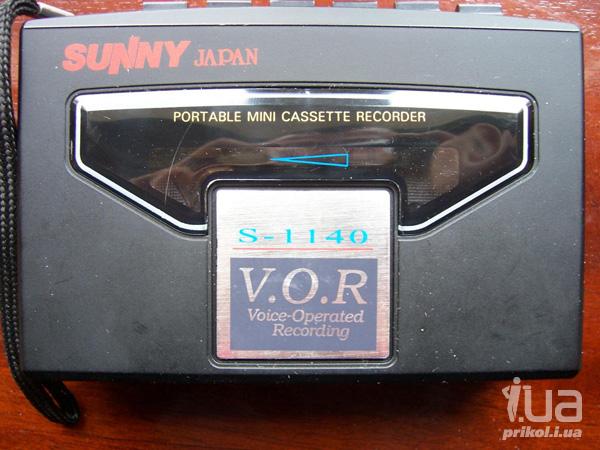 SUNNY JAPAN
PORTABLE MINI CASSETTE RECORDER
S-1140
V.O.R
Voice-Operated
Recording
i.ua
prikol.i.ua